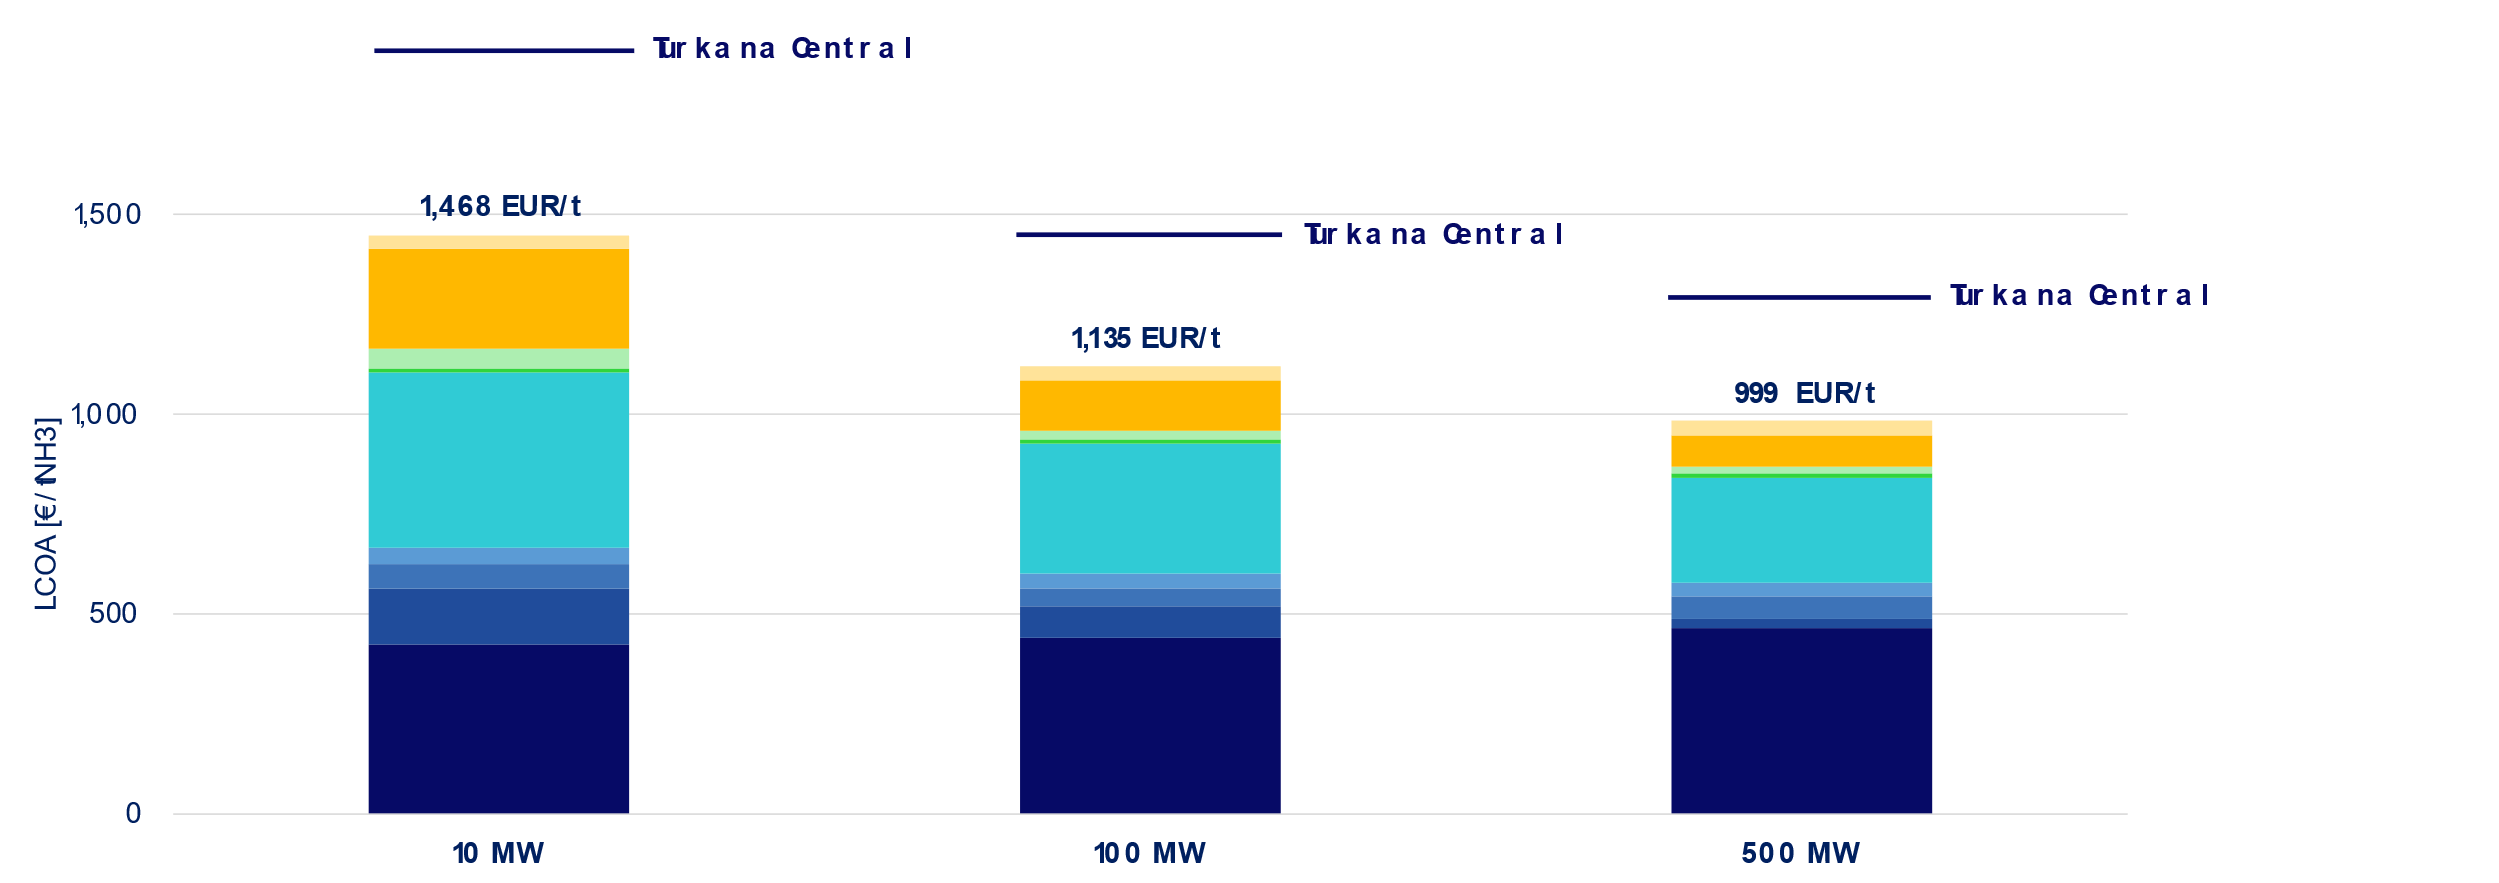 Turkana Central
1,500
1,468 EUR/t
Turkana Central
Turkana Central
1,135 EUR/t
999 EUR/t
1,000
LCOA [€/tNH3]
500
0
10 MW
100 MW
500 MW